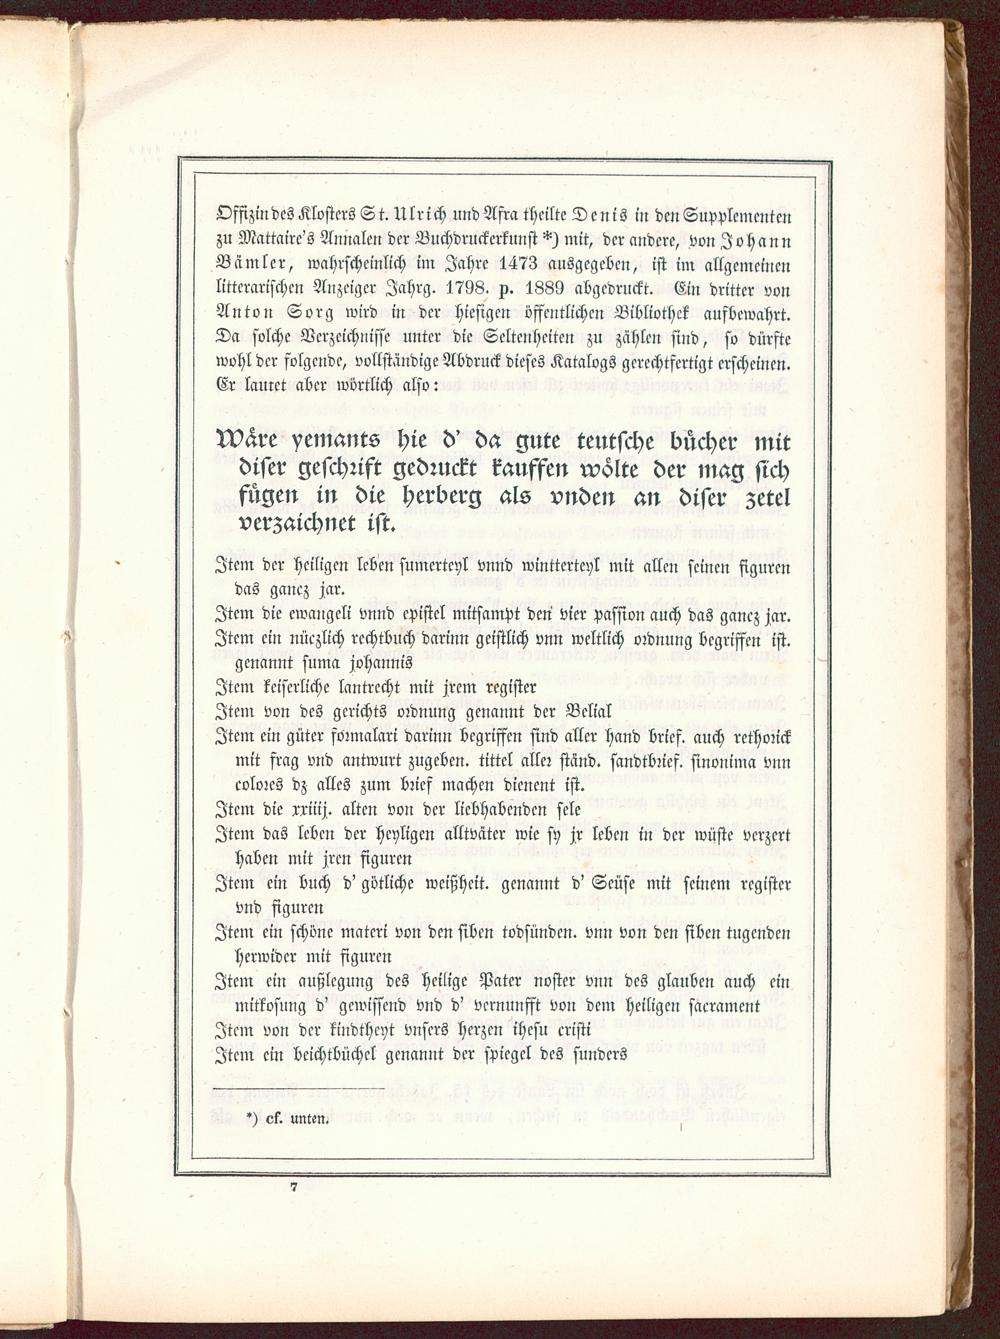 Offizin des Klosters St. Ulrich und Afra theilte Denis in den Supplementen
zu Mattaire's Annalen der Buchdruckerkunst *) mit, der andere, von Johann
Bämler, wahrscheinlich im Jahre 1473 ausgegeben, ist im allgemeinen
litterarischen Anzeiger Jahrg. 1798. p. 1889 abgedruckt. Ein dritter von
Anton Sorg wird in der hiesigen öffentlichen Bibliothek aufbewahrt.
Da solche Verzeichnisse unter die Seltenheiten zu zählen sind, so dürfte
wohl der folgende, vollständige Abdruck dieses Katalogs gerechtfertigt erscheinen.
Er lautet aber wörtlich also:
Wäre yemants hie d' da gute teutsche bücher mit
diser geschrift gedruckt kauffen wölte der mag sich
fügen in die herberg als vnden an diser zetel
verzaichnet ist.
Item der heiligen leben sumerteyl vnnd wintterteyl mit allen seinen figuren
das gancz jar.
Item die ewangeli vnnd epistel mitsampt den vier passion auch das gancz jar.
Item ein nüczlich rechtbuch darinn geistlich vnn weltlich ordnung begriffen ist.
genannt suma johannis
Item keiserliche lantrecht mit jrem register
Item von des gerichts ordnung genannt der Belial
Item ein güter formalari darinn begriffen sind aller hand brief. auch rethorick
mit frag vnd antwurt zugeben. tittel aller ständ. sandtbrief. sinonima vnn
colores dz alles zum brief machen dienent ist.
Item die xxiiij. alten von der liebhabenden sele
Item das leben der heyligen alltväter wie sy jr leben in der wüste verzert
haben mit jren figuren
Item ein buch d' götliche weißheit. genannt d' Seüse mit seinem register
vnd figuren
Item ein schöne materi von den siben todsünden. vnn von den siben tugenden
herwider mit figuren
Item ein außlegung des heilige Pater noster vnn des glauben auch ein
mitkosung d' gewissend vnd d' vernunfft von dem heiligen sacrament
Item von der kindtheyt vnsers herzen ihesu cristi
Item ein beichtbüchel genannt der spiegel des sunders
*) cf. unten.
7